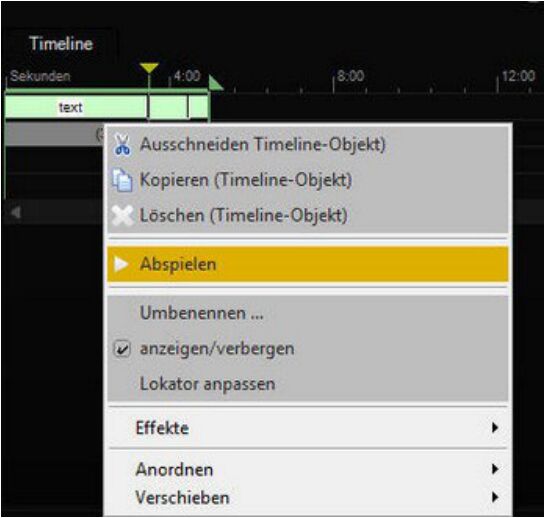 Timeline
Sekunden 4:00 8:00 12:00
text
Ausschneiden Timeline-Objekt)
Kopieren (Timeline-Objekt)
Löschen (Timeline-Objekt)
Abspielen
Umbenennen ...
anzeigen/verbergen
Lokator anpassen
Effekte
Anordnen
Verschieben